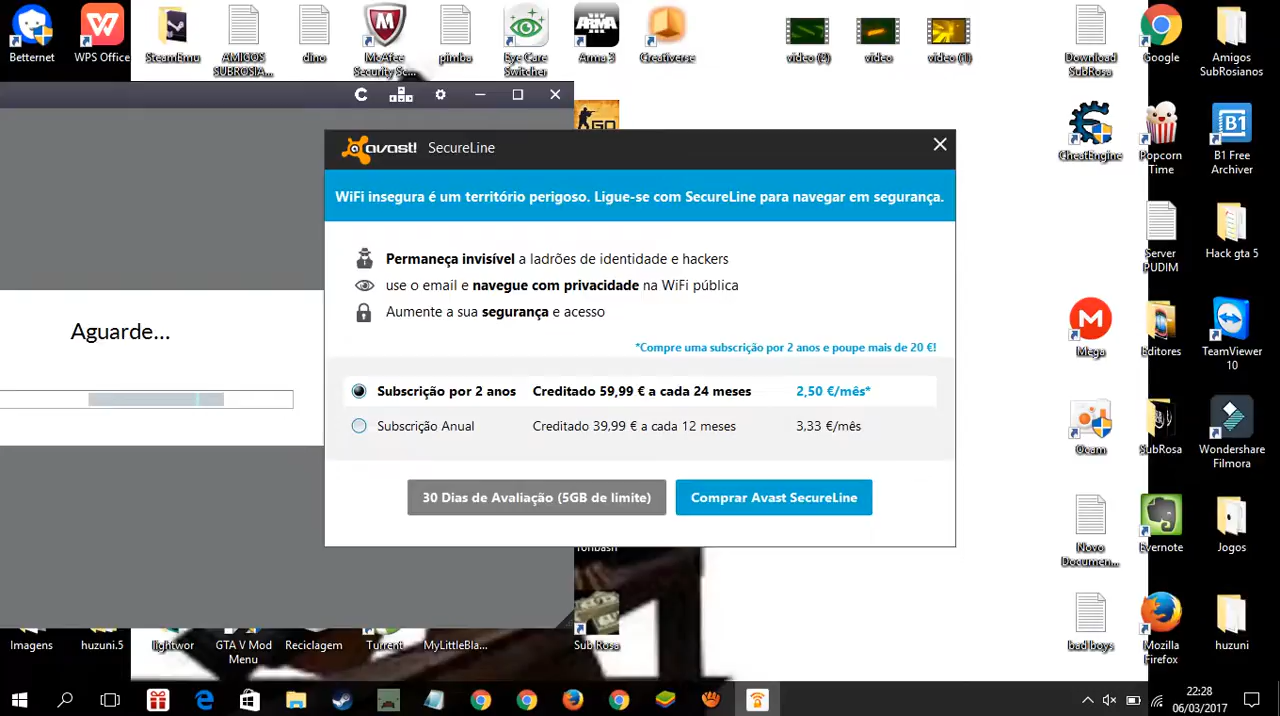 Betternet
WPS Office
SteamEmu
AMIGOS SUBROSIA...
dino
McAfee Security Sc...
Eye Care Switcher
ARMA
Arma 3
Creativerse
video (2)
video
video (1)
Download SubRosa
Google
Amigos SubRosianos
GO
CheatEngine
Popcorn Time
B1
B1 Free Archiver
avast! SecureLine
WiFi insegura é um território perigoso. Ligue-se com SecureLine para navegar em segurança.
Permaneça invisível a ladrões de identidade e hackers
use o email e navegue com privacidade na WiFi pública
Aumente a sua segurança e acesso
*Compre uma subscrição por 2 anos e poupe mais de 20 €!
Subscrição por 2 anos Creditado 59,99 € a cada 24 meses 2,50 €/mês*
Subscrição Anual Creditado 39,99 € a cada 12 meses 3,33 €/mês
30 Dias de Avaliação (5GB de limite)
Comprar Avast SecureLine
Aguarde...
Server PUDIM
Hack gta 5
Mega
Editores
TeamViewer 10
Ocam
SubRosa
Wondershare Filmora
Novo Documen...
Evernote
Jogos
Imagens
huzuni.5
lightwor
GTA V Mod Menu
Reciclagem
Turrent
MyLittleBla...
Sub Rosa
bad boys
Mozilla Firefox
huzuni
22:28
06/03/2017